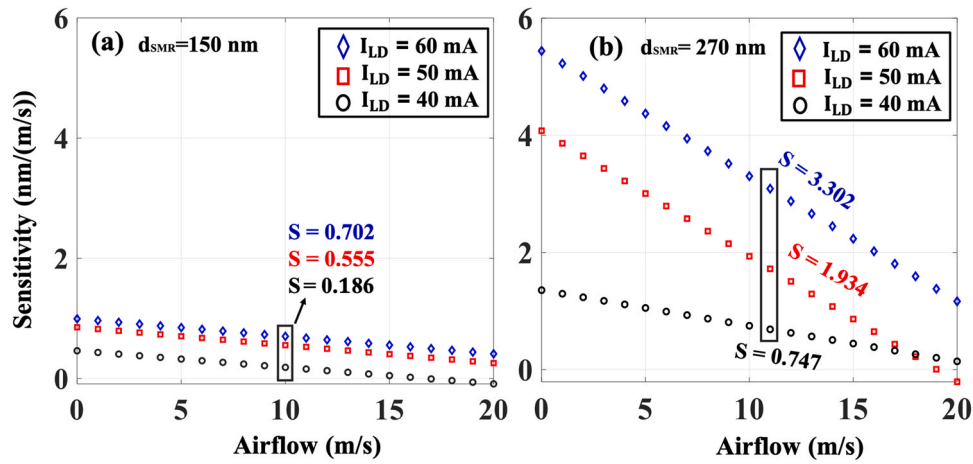 (a) dSMR=150 nm
ILD = 60 mA
ILD = 50 mA
ILD = 40 mA
S = 0.702
S = 0.555
S = 0.186
Sensitivity (nm/(m/s))
6
4
2
0
0 5 10 15 20
Airflow (m/s)
(b) dSMR= 270 nm
ILD = 60 mA
ILD = 50 mA
ILD = 40 mA
S = 3.302
S = 1.934
S = 0.747
6
4
2
0
0 5 10 15 20
Airflow (m/s)